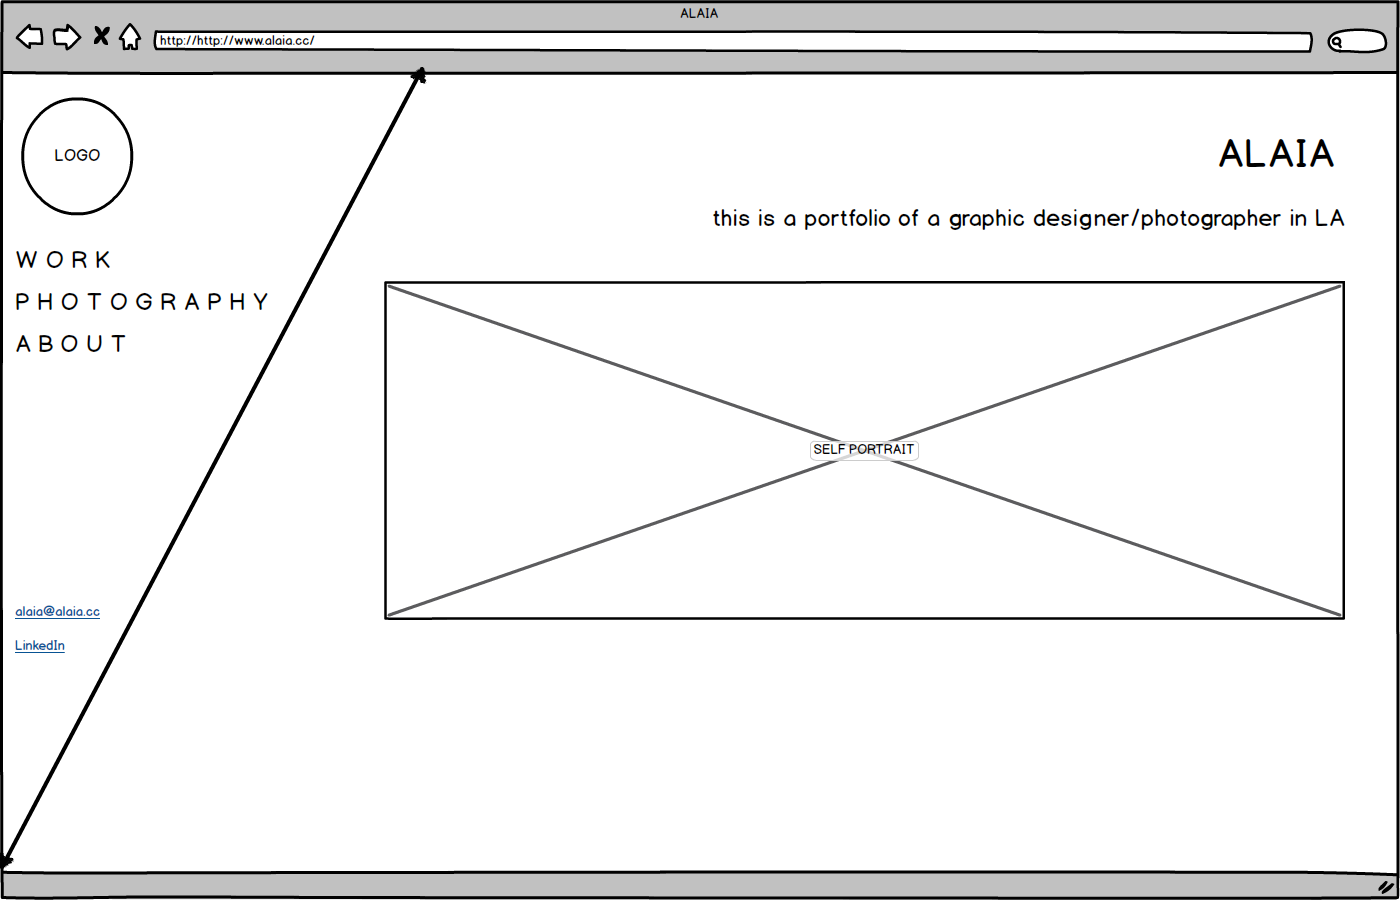 ALAIA
http://http://www.alaia.cc/
LOGO
ALAIA
this is a portfolio of a graphic designer/photographer in LA
WORK
PHOTOGRAPHY
ABOUT
SELF PORTRAIT
alaia@alaia.cc
LinkedIn